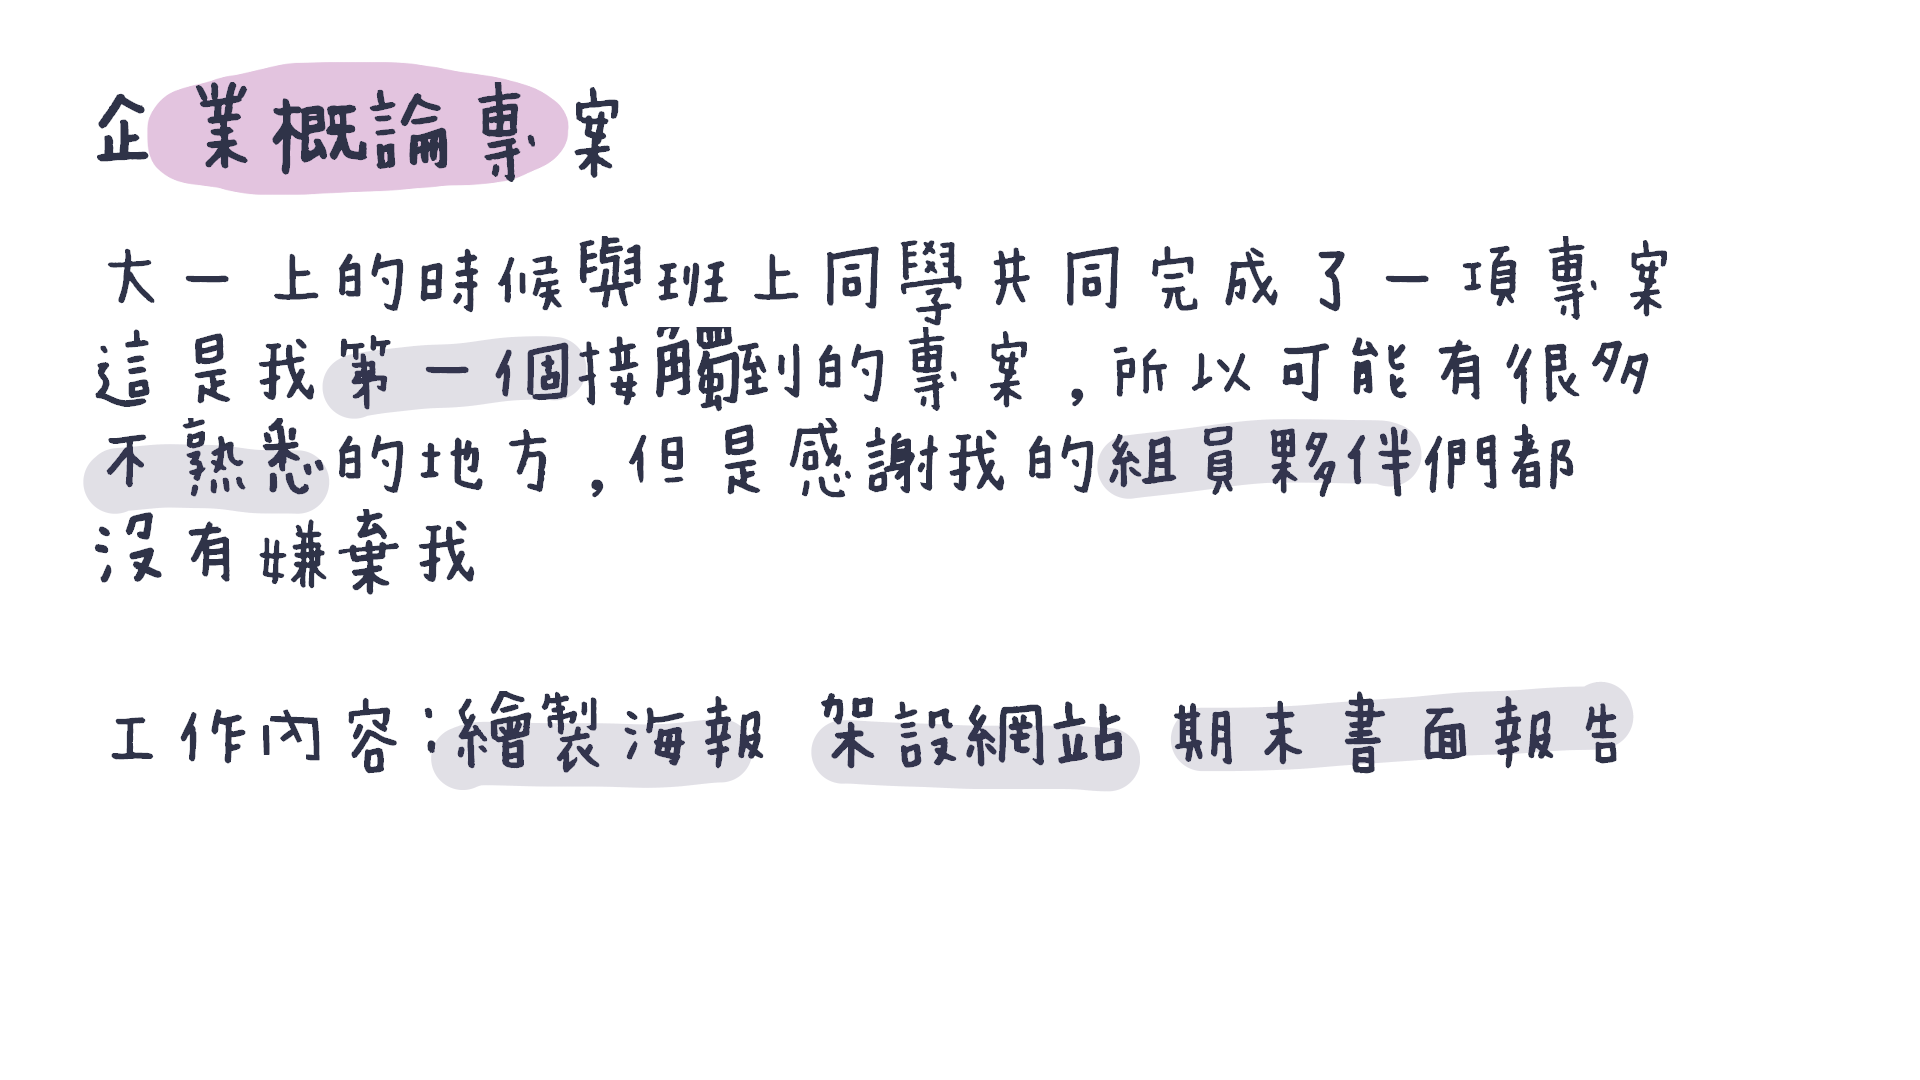 企業概論專案
大一上的時候與班上同學共同完成了一項專案
這是我第一個接觸到的專案,所以可能有很多
不熟悉的地方,但是感謝我的組員夥伴們都
沒有嫌棄我
工作內容:繪製海報 架設網站 期末書面報告